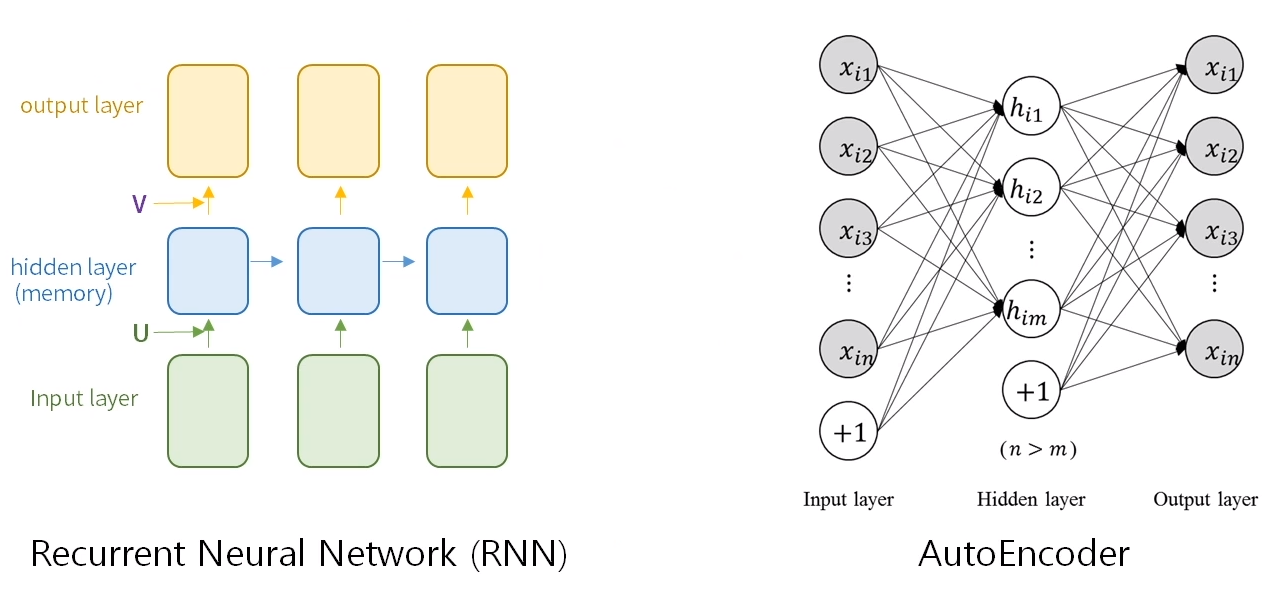 output layer
V
hidden layer
(memory)
U
Input layer
Recurrent Neural Network (RNN)
x_{i1}
x_{i2}
x_{i3}
⋮
x_{in}
+1
Input layer
h_{i1}
h_{i2}
⋮
h_{im}
+1
(n > m)
Hidden layer
x_{i1}
x_{i2}
x_{i3}
⋮
x_{in}
Output layer
AutoEncoder